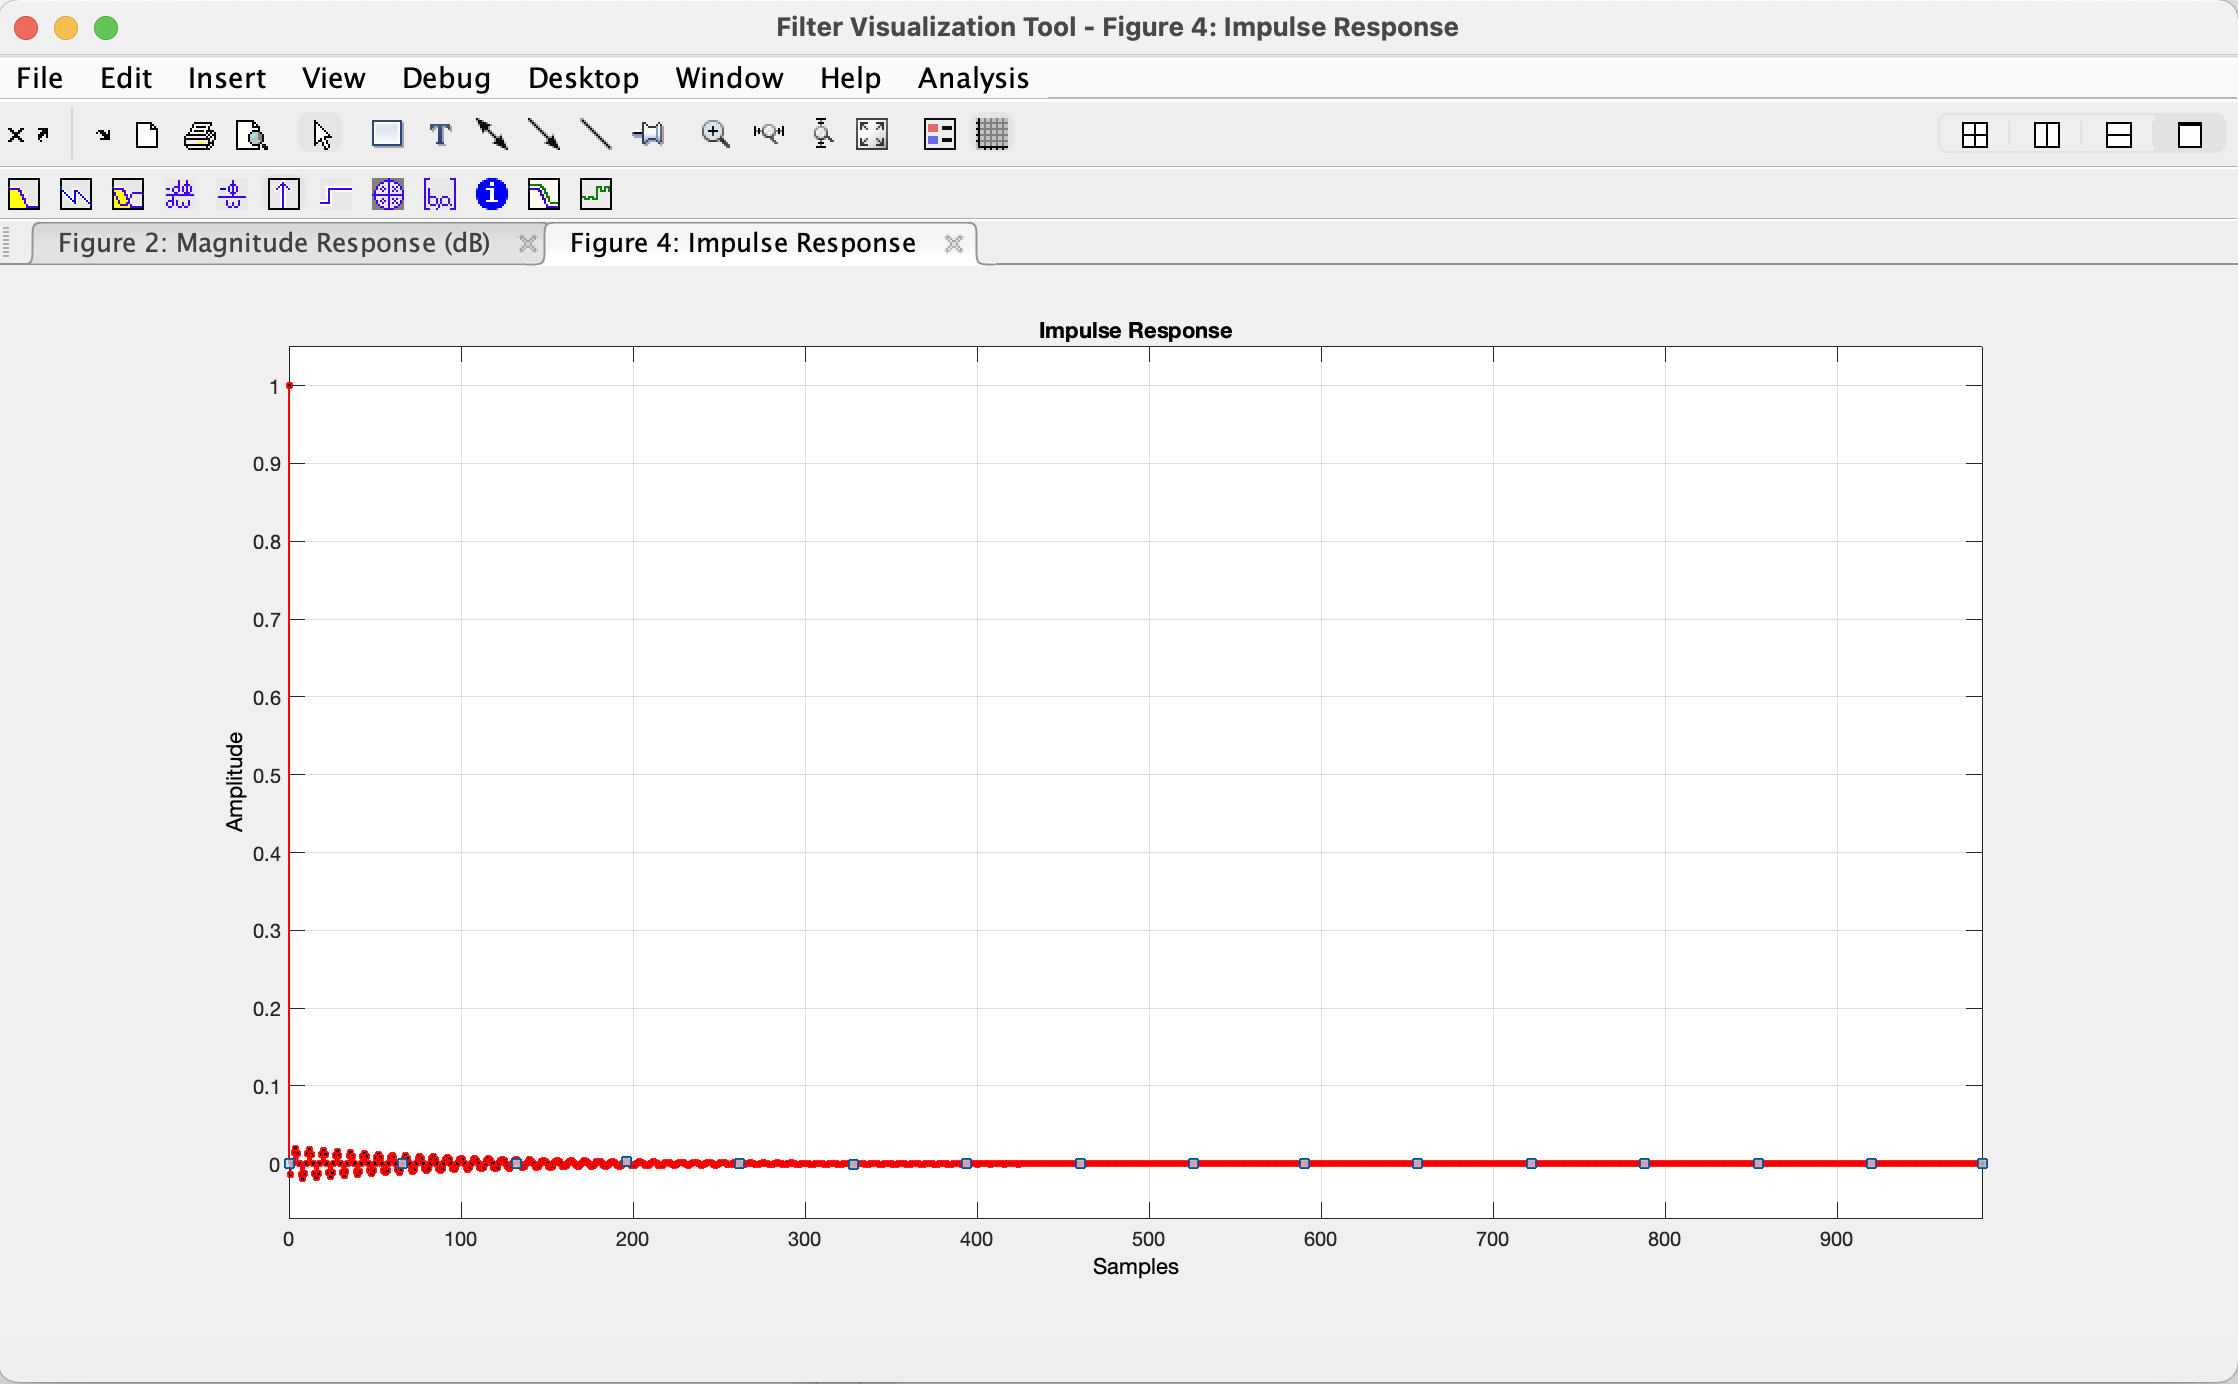 Filter Visualization Tool - Figure 4: Impulse Response
File Edit Insert View Debug Desktop Window Help Analysis
T
[b,a] i
Figure 2: Magnitude Response (dB) Figure 4: Impulse Response
Impulse Response
1
0.9
0.8
0.7
0.6
0.5
0.4
0.3
0.2
0.1
0
Amplitude
0 100 200 300 400 500 600 700 800 900
Samples